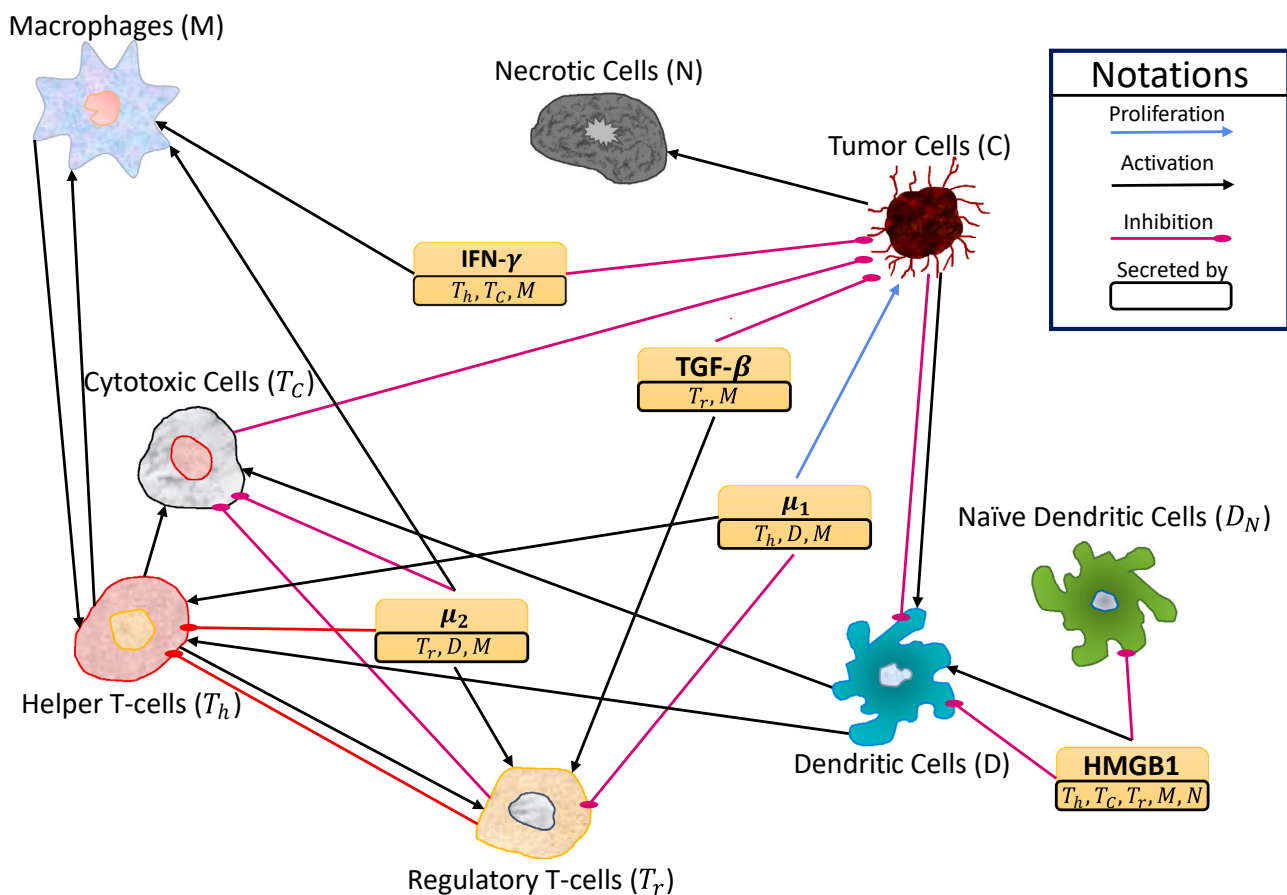 Macrophages (M)
Necrotic Cells (N)
Notations
Proliferation
Activation
Inhibition
Secreted by
Tumor Cells (C)
IFN-γ
T_h, T_C, M
TGF-β
T_r, M
Cytotoxic Cells (T_C)
μ_1
T_h, D, M
Naïve Dendritic Cells (D_N)
μ_2
T_r, D, M
Helper T-cells (T_h)
Dendritic Cells (D)
HMGB1
T_h, T_C, T_r, M, N
Regulatory T-cells (T_r)